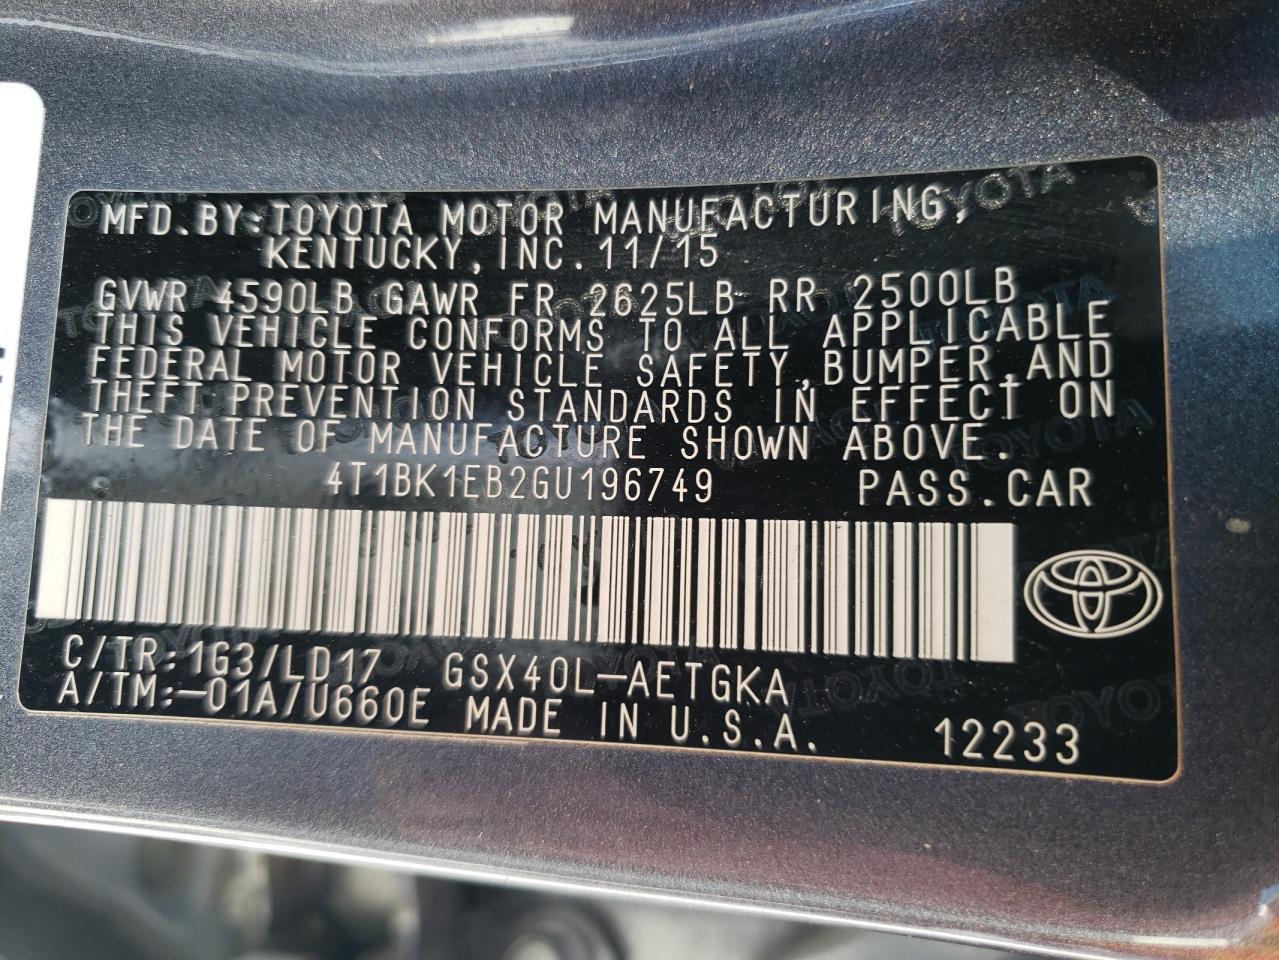 MFD.BY:TOYOTA MOTOR MANUFACTURING,
KENTUCKY,INC.11/15
GVWR 4590LB GAWR FR 2625LB RR 2500LB
THIS VEHICLE CONFORMS TO ALL APPLICABLE
FEDERAL MOTOR VEHICLE SAFETY,BUMPER,AND
THEFT PREVENTION STANDARDS IN EFFECT ON
THE DATE OF MANUFACTURE SHOWN ABOVE.
4T1BK1EB2GU196749 PASS.CAR
C/TR:1G3/LD17 GSX40L-AETGKA
A/TM:-01A/U660E MADE IN U.S.A. 12233